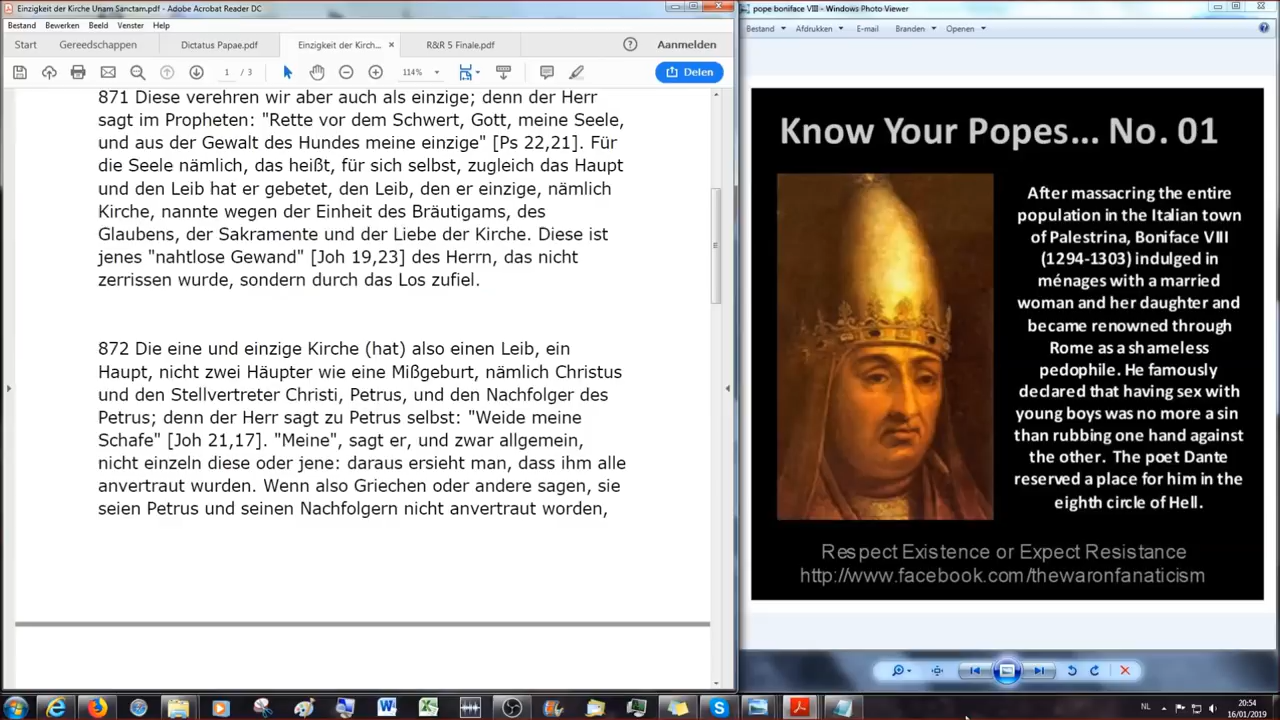 Einzigkeit der Kirche Unam Sanctam.pdf - Adobe Acrobat Reader DC
Bestand Bewerken Beeld Venster Help
Start Gereedschappen Dictatus Papae.pdf Einzigkeit der Kirch... × R&R 5 Finale.pdf ? Aanmelden
1 / 3 114% Delen
871 Diese verehren wir aber auch als einzige; denn der Herr
sagt im Propheten: "Rette vor dem Schwert, Gott, meine Seele,
und aus der Gewalt des Hundes meine einzige" [Ps 22,21]. Für
die Seele nämlich, das heißt, für sich selbst, zugleich das Haupt
und den Leib hat er gebetet, den Leib, den er einzige, nämlich
Kirche, nannte wegen der Einheit des Bräutigams, des
Glaubens, der Sakramente und der Liebe der Kirche. Diese ist
jenes "nahtlose Gewand" [Joh 19,23] des Herrn, das nicht
zerrissen wurde, sondern durch das Los zufiel.
872 Die eine und einzige Kirche (hat) also einen Leib, ein
Haupt, nicht zwei Häupter wie eine Mißgeburt, nämlich Christus
und den Stellvertreter Christi, Petrus, und den Nachfolger des
Petrus; denn der Herr sagt zu Petrus selbst: "Weide meine
Schafe" [Joh 21,17]. "Meine", sagt er, und zwar allgemein,
nicht einzeln diese oder jene: daraus ersieht man, dass ihm alle
anvertraut wurden. Wenn also Griechen oder andere sagen, sie
seien Petrus und seinen Nachfolgern nicht anvertraut worden,
pope boniface VIII - Windows Photo Viewer
Bestand Afdrukken E-mail Branden Openen
Know Your Popes... No. 01
After massacring the entire
population in the Italian town
of Palestrina, Boniface VIII
(1294-1303) indulged in
ménages with a married
woman and her daughter and
became renowned through
Rome as a shameless
pedophile. He famously
declared that having sex with
young boys was no more a sin
than rubbing one hand against
the other. The poet Dante
reserved a place for him in the
eighth circle of Hell.
Respect Existence or Expect Resistance
http://www.facebook.com/thewaronfanaticism
NL 20:54
16/01/2019